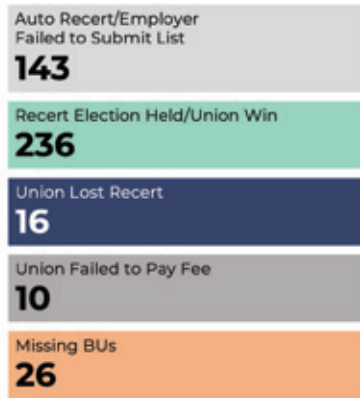 Auto Recert/Employer
Failed to Submit List
143
Recert Election Held/Union Win
236
Union Lost Recert
16
Union Failed to Pay Fee
10
Missing BUs
26